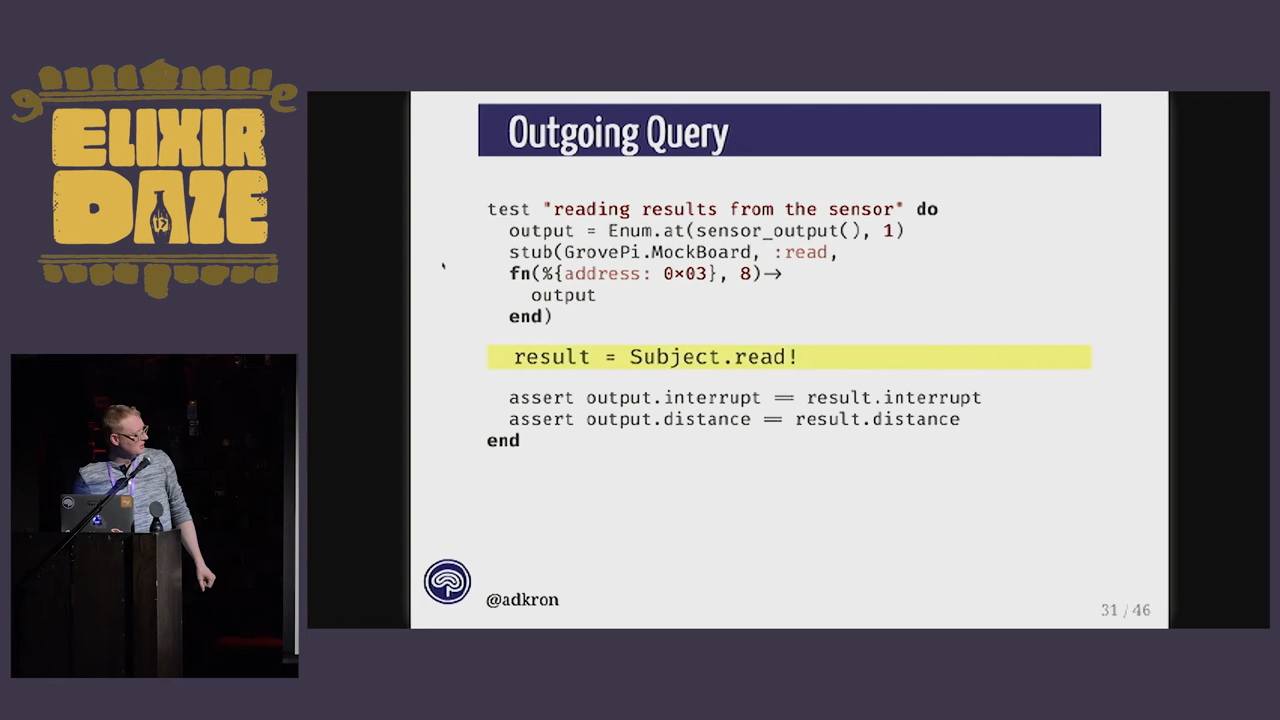 ELIXIR
DAZE
Outgoing Query
test "reading results from the sensor" do
output = Enum.at(sensor_output(), 1)
stub(GrovePi.MockBoard, :read,
fn(%{address: 0×03}, 8)→
output
end)
result = Subject.read!
assert output.interrupt == result.interrupt
assert output.distance == result.distance
end
@adkron
31 / 46